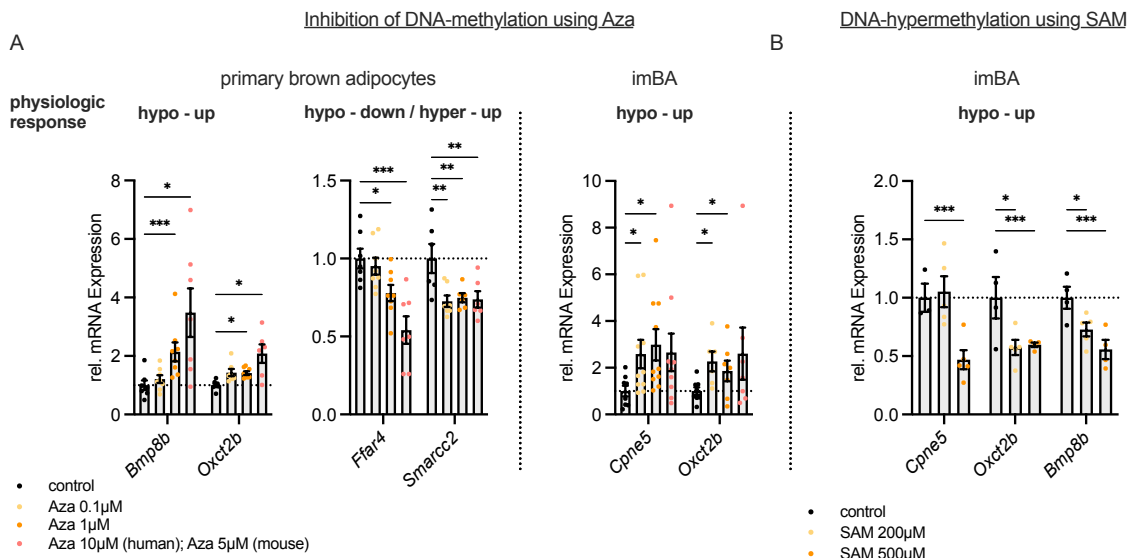 Inhibition of DNA-methylation using Aza
DNA-hypermethylation using SAM
A
B
primary brown adipocytes
imBA
imBA
physiologic
response
hypo - up
hypo - down / hyper - up
hypo - up
hypo - up
rel. mRNA Expression
8
6
4
2
0
*
***
*
*
Bmp8b
Oxct2b
1.5
1.0
0.5
0.0
***
*
**
**
**
Ffar4
Smarcc2
rel. mRNA Expression
10
8
6
4
2
0
*
*
*
*
Cpne5
Oxct2b
rel. mRNA Expression
2.0
1.5
1.0
0.5
0.0
***
*
***
*
***
Cpne5
Oxct2b
Bmp8b
control
Aza 0.1µM
Aza 1µM
Aza 10µM (human); Aza 5µM (mouse)
control
SAM 200µM
SAM 500µM